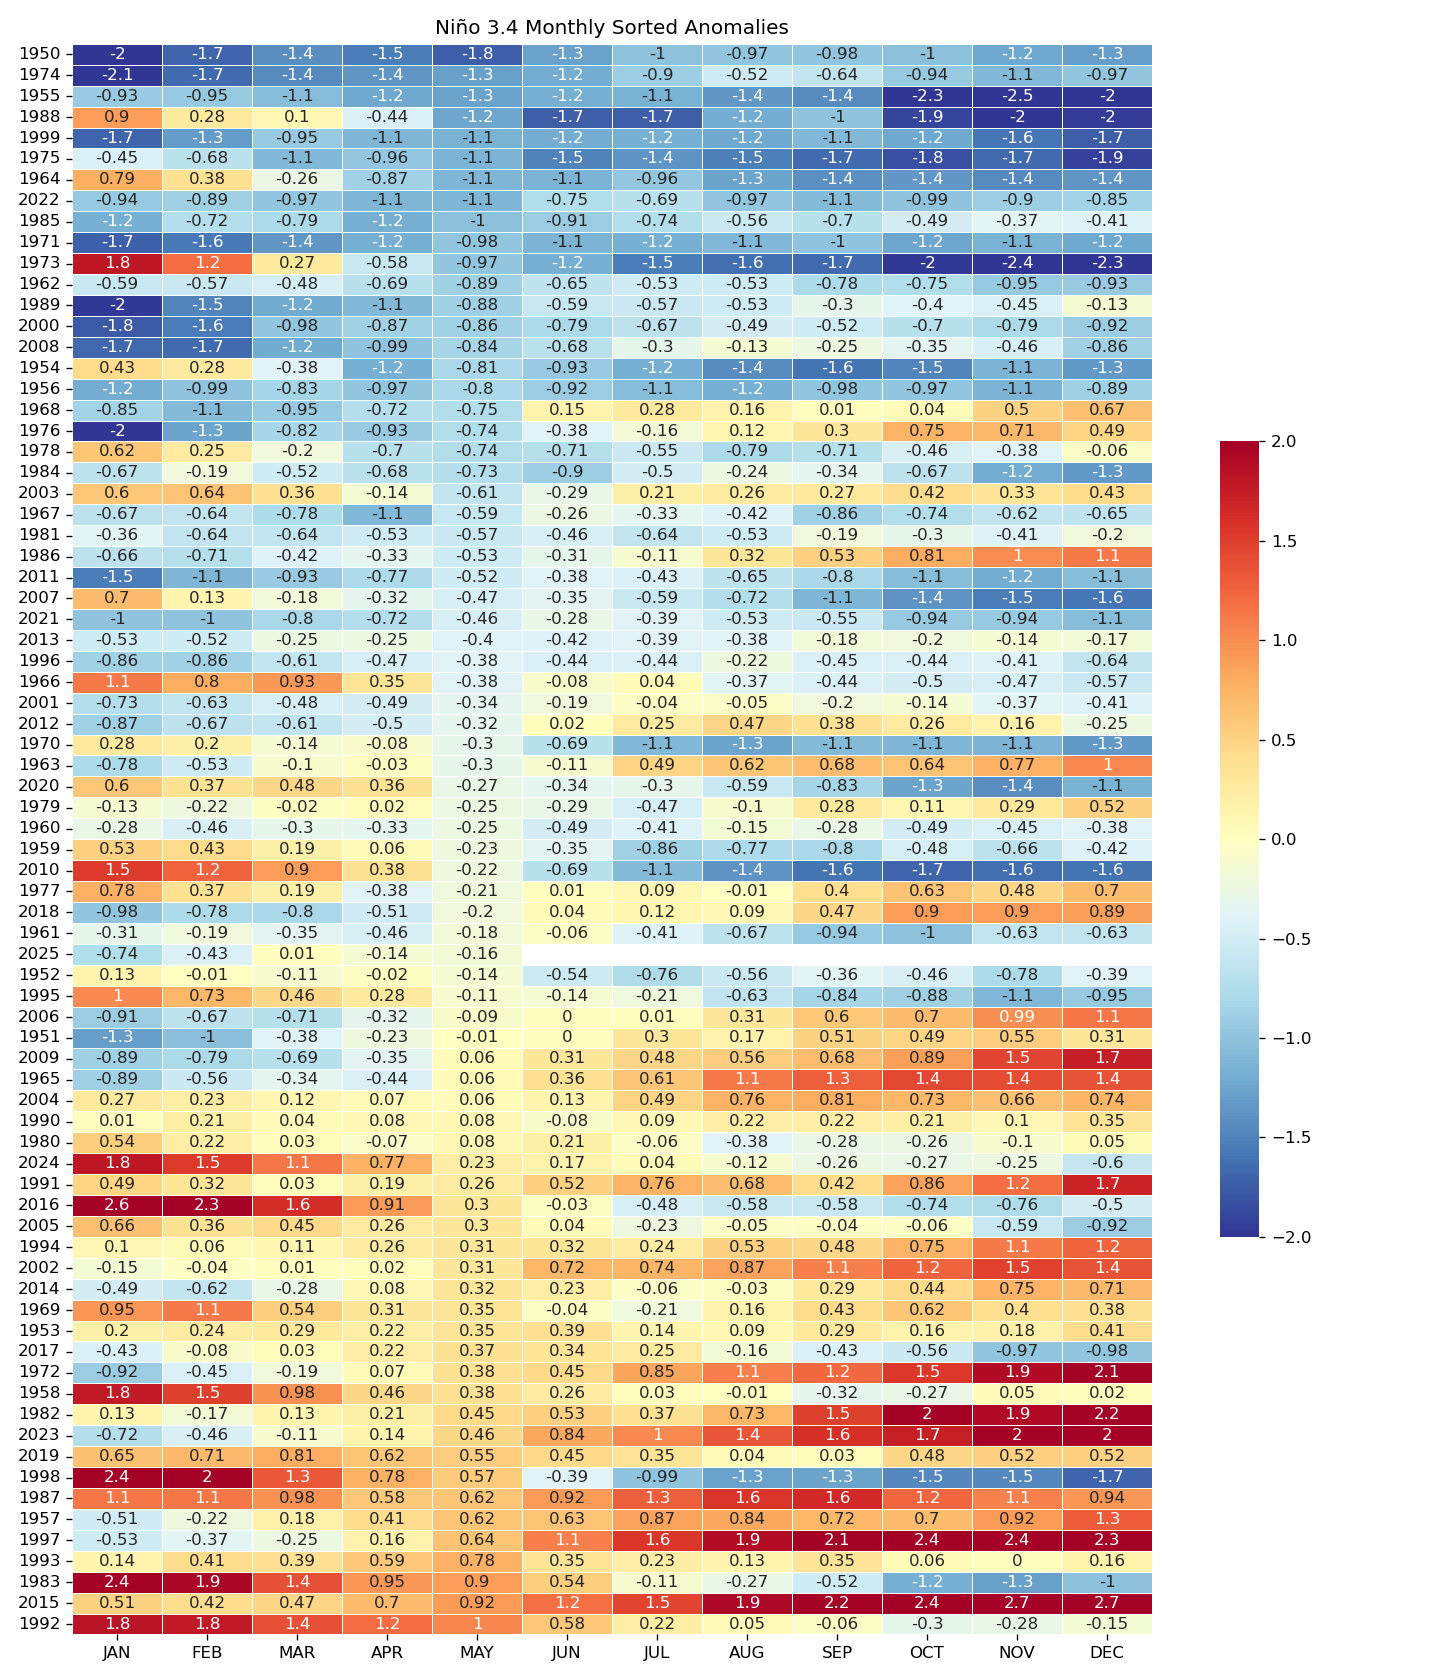 Niño 3.4 Monthly Sorted Anomalies
1950 -2 -1.7 -1.4 -1.5 -1.8 -1.3 -1 -0.97 -0.98 -1 -1.2 -1.3
1974 -2.1 -1.7 -1.4 -1.4 -1.3 -1.2 -0.9 -0.52 -0.64 -0.94 -1.1 -0.97
1955 -0.93 -0.95 -1.1 -1.2 -1.3 -1.2 -1.1 -1.4 -1.4 -2.3 -2.5 -2
1988 0.9 0.28 0.1 -0.44 -1.2 -1.7 -1.7 -1.2 -1 -1.9 -2 -2
1999 -1.7 -1.3 -0.95 -1.1 -1.1 -1.2 -1.2 -1.2 -1.1 -1.2 -1.6 -1.7
1975 -0.45 -0.68 -1.1 -0.96 -1.1 -1.5 -1.4 -1.5 -1.7 -1.8 -1.7 -1.9
1964 0.79 0.38 -0.26 -0.87 -1.1 -1.1 -0.96 -1.3 -1.4 -1.4 -1.4 -1.4
2022 -0.94 -0.89 -0.97 -1.1 -1.1 -0.75 -0.69 -0.97 -1.1 -0.99 -0.9 -0.85
1985 -1.2 -0.72 -0.79 -1.2 -1 -0.91 -0.74 -0.56 -0.7 -0.49 -0.37 -0.41
1971 -1.7 -1.6 -1.4 -1.2 -0.98 -1.1 -1.2 -1.1 -1 -1.2 -1.1 -1.2
1973 1.8 1.2 0.27 -0.58 -0.97 -1.2 -1.5 -1.6 -1.7 -2 -2.4 -2.3
1962 -0.59 -0.57 -0.48 -0.69 -0.89 -0.65 -0.53 -0.53 -0.78 -0.75 -0.95 -0.93
1989 -2 -1.5 -1.2 -1.1 -0.88 -0.59 -0.57 -0.53 -0.3 -0.4 -0.45 -0.13
2000 -1.8 -1.6 -0.98 -0.87 -0.86 -0.79 -0.67 -0.49 -0.52 -0.7 -0.79 -0.92
2008 -1.7 -1.7 -1.2 -0.99 -0.84 -0.68 -0.3 -0.13 -0.25 -0.35 -0.46 -0.86
1954 0.43 0.28 -0.38 -1.2 -0.81 -0.93 -1.2 -1.4 -1.6 -1.5 -1.1 -1.3
1956 -1.2 -0.99 -0.83 -0.97 -0.8 -0.92 -1.1 -1.2 -0.98 -0.97 -1.1 -0.89
1968 -0.85 -1.1 -0.95 -0.72 -0.75 0.15 0.28 0.16 0.01 0.04 0.5 0.67
1976 -2 -1.3 -0.82 -0.93 -0.74 -0.38 -0.16 0.12 0.3 0.75 0.71 0.49
1978 0.62 0.25 -0.2 -0.7 -0.74 -0.71 -0.55 -0.79 -0.71 -0.46 -0.38 -0.06
1984 -0.67 -0.19 -0.52 -0.68 -0.73 -0.9 -0.5 -0.24 -0.34 -0.67 -1.2 -1.3
2003 0.6 0.64 0.36 -0.14 -0.61 -0.29 0.21 0.26 0.27 0.42 0.33 0.43
1967 -0.67 -0.64 -0.78 -1.1 -0.59 -0.26 -0.33 -0.42 -0.86 -0.74 -0.62 -0.65
1981 -0.36 -0.64 -0.64 -0.53 -0.57 -0.46 -0.64 -0.53 -0.19 -0.3 -0.41 -0.2
1986 -0.66 -0.71 -0.42 -0.33 -0.53 -0.31 -0.11 0.32 0.53 0.81 1 1.1
2011 -1.5 -1.1 -0.93 -0.77 -0.52 -0.38 -0.43 -0.65 -0.8 -1.1 -1.2 -1.1
2007 0.7 0.13 -0.18 -0.32 -0.47 -0.35 -0.59 -0.72 -1.1 -1.4 -1.5 -1.6
2021 -1 -1 -0.8 -0.72 -0.46 -0.28 -0.39 -0.53 -0.55 -0.94 -0.94 -1.1
2013 -0.53 -0.52 -0.25 -0.25 -0.4 -0.42 -0.39 -0.38 -0.18 -0.2 -0.14 -0.17
1996 -0.86 -0.86 -0.61 -0.47 -0.38 -0.44 -0.44 -0.22 -0.45 -0.44 -0.41 -0.64
1966 1.1 0.8 0.93 0.35 -0.38 -0.08 0.04 -0.37 -0.44 -0.5 -0.47 -0.57
2001 -0.73 -0.63 -0.48 -0.49 -0.34 -0.19 -0.04 -0.05 -0.2 -0.14 -0.37 -0.41
2012 -0.87 -0.67 -0.61 -0.5 -0.32 0.02 0.25 0.47 0.38 0.26 0.16 -0.25
1970 0.28 0.2 -0.14 -0.08 -0.3 -0.69 -1.1 -1.3 -1.1 -1.1 -1.1 -1.3
1963 -0.78 -0.53 -0.1 -0.03 -0.3 -0.11 0.49 0.62 0.68 0.64 0.77 1
2020 0.6 0.37 0.48 0.36 -0.27 -0.34 -0.3 -0.59 -0.83 -1.3 -1.4 -1.1
1979 -0.13 -0.22 -0.02 0.02 -0.25 -0.29 -0.47 -0.1 0.28 0.11 0.29 0.52
1960 -0.28 -0.46 -0.3 -0.33 -0.25 -0.49 -0.41 -0.15 -0.28 -0.49 -0.45 -0.38
1959 0.53 0.43 0.19 0.06 -0.23 -0.35 -0.86 -0.77 -0.8 -0.48 -0.66 -0.42
2010 1.5 1.2 0.9 0.38 -0.22 -0.69 -1.1 -1.4 -1.6 -1.7 -1.6 -1.6
1977 0.78 0.37 0.19 -0.38 -0.21 0.01 0.09 -0.01 0.4 0.63 0.48 0.7
2018 -0.98 -0.78 -0.8 -0.51 -0.2 0.04 0.12 0.09 0.47 0.9 0.9 0.89
1961 -0.31 -0.19 -0.35 -0.46 -0.18 -0.06 -0.41 -0.67 -0.94 -1 -0.63 -0.63
2025 -0.74 -0.43 0.01 -0.14 -0.16
1952 0.13 -0.01 -0.11 -0.02 -0.14 -0.54 -0.76 -0.56 -0.36 -0.46 -0.78 -0.39
1995 1 0.73 0.46 0.28 -0.11 -0.14 -0.21 -0.63 -0.84 -0.88 -1.1 -0.95
2006 -0.91 -0.67 -0.71 -0.32 -0.09 0 0.01 0.31 0.6 0.7 0.99 1.1
1951 -1.3 -1 -0.38 -0.23 -0.01 0 0.3 0.17 0.51 0.49 0.55 0.31
2009 -0.89 -0.79 -0.69 -0.35 0.06 0.31 0.48 0.56 0.68 0.89 1.5 1.7
1965 -0.89 -0.56 -0.34 -0.44 0.06 0.36 0.61 1.1 1.3 1.4 1.4 1.4
2004 0.27 0.23 0.12 0.07 0.06 0.13 0.49 0.76 0.81 0.73 0.66 0.74
1990 0.01 0.21 0.04 0.08 0.08 -0.08 0.09 0.22 0.22 0.21 0.1 0.35
1980 0.54 0.22 0.03 -0.07 0.08 0.21 -0.06 -0.38 -0.28 -0.26 -0.1 0.05
2024 1.8 1.5 1.1 0.77 0.23 0.17 0.04 -0.12 -0.26 -0.27 -0.25 -0.6
1991 0.49 0.32 0.03 0.19 0.26 0.52 0.76 0.68 0.42 0.86 1.2 1.7
2016 2.6 2.3 1.6 0.91 0.3 -0.03 -0.48 -0.58 -0.58 -0.74 -0.76 -0.5
2005 0.66 0.36 0.45 0.26 0.3 0.04 -0.23 -0.05 -0.04 -0.06 -0.59 -0.92
1994 0.1 0.06 0.11 0.26 0.31 0.32 0.24 0.53 0.48 0.75 1.1 1.2
2002 -0.15 -0.04 0.01 0.02 0.31 0.72 0.74 0.87 1.1 1.2 1.5 1.4
2014 -0.49 -0.62 -0.28 0.08 0.32 0.23 -0.06 -0.03 0.29 0.44 0.75 0.71
1969 0.95 1.1 0.54 0.31 0.35 -0.04 -0.21 0.16 0.43 0.62 0.4 0.38
1953 0.2 0.24 0.29 0.22 0.35 0.39 0.14 0.09 0.29 0.16 0.18 0.41
2017 -0.43 -0.08 0.03 0.22 0.37 0.34 0.25 -0.16 -0.43 -0.56 -0.97 -0.98
1972 -0.92 -0.45 -0.19 0.07 0.38 0.45 0.85 1.1 1.2 1.5 1.9 2.1
1958 1.8 1.5 0.98 0.46 0.38 0.26 0.03 -0.01 -0.32 -0.27 0.05 0.02
1982 0.13 -0.17 0.13 0.21 0.45 0.53 0.37 0.73 1.5 2 1.9 2.2
2023 -0.72 -0.46 -0.11 0.14 0.46 0.84 1 1.4 1.6 1.7 2 2
2019 0.65 0.71 0.81 0.62 0.55 0.45 0.35 0.04 0.03 0.48 0.52 0.52
1998 2.4 2 1.3 0.78 0.57 -0.39 -0.99 -1.3 -1.3 -1.5 -1.5 -1.7
1987 1.1 1.1 0.98 0.58 0.62 0.92 1.3 1.6 1.6 1.2 1.1 0.94
1957 -0.51 -0.22 0.18 0.41 0.62 0.63 0.87 0.84 0.72 0.7 0.92 1.3
1997 -0.53 -0.37 -0.25 0.16 0.64 1.1 1.6 1.9 2.1 2.4 2.4 2.3
1993 0.14 0.41 0.39 0.59 0.78 0.35 0.23 0.13 0.35 0.06 0 0.16
1983 2.4 1.9 1.4 0.95 0.9 0.54 -0.11 -0.27 -0.52 -1.2 -1.3 -1
2015 0.51 0.42 0.47 0.7 0.92 1.2 1.5 1.9 2.2 2.4 2.7 2.7
1992 1.8 1.8 1.4 1.2 1 0.58 0.22 0.05 -0.06 -0.3 -0.28 -0.15
JAN FEB MAR APR MAY JUN JUL AUG SEP OCT NOV DEC
2.0
1.5
1.0
0.5
0.0
−0.5
−1.0
−1.5
−2.0